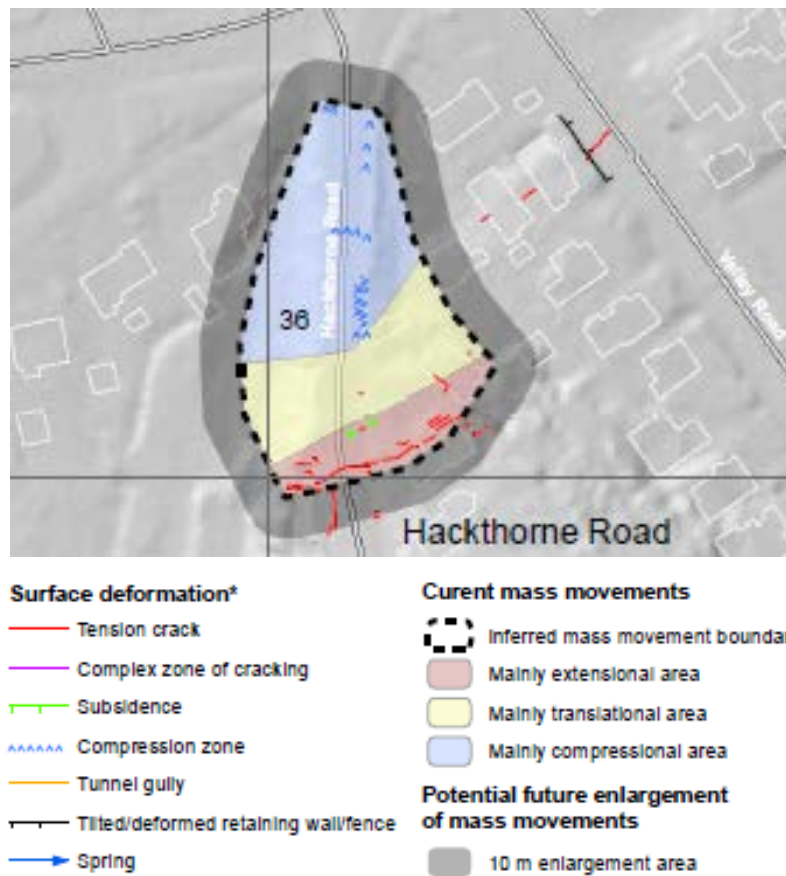 Hackthorne Road
Valley Road
36
Hackthorne Road
Surface deformation*
Tension crack
Complex zone of cracking
Subsidence
Compression zone
Tunnel gully
Tilted/deformed retaining wall/fence
Spring
Curent mass movements
Inferred mass movement boundar
Mainly extensional area
Mainly translational area
Mainly compressional area
Potential future enlargement
of mass movements
10 m enlargement area